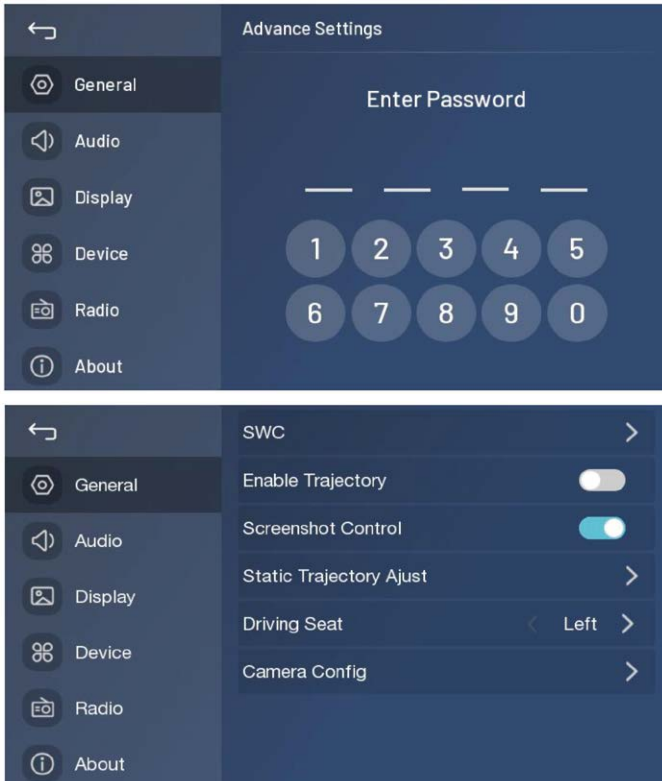 Advance Settings
General
Enter Password
Audio
Display
1 2 3 4 5
Device
Radio
6 7 8 9 0
About
SWC
General
Enable Trajectory
Audio
Screenshot Control
Static Trajectory Ajust
Display
Driving Seat Left
Device
Camera Config
Radio
About